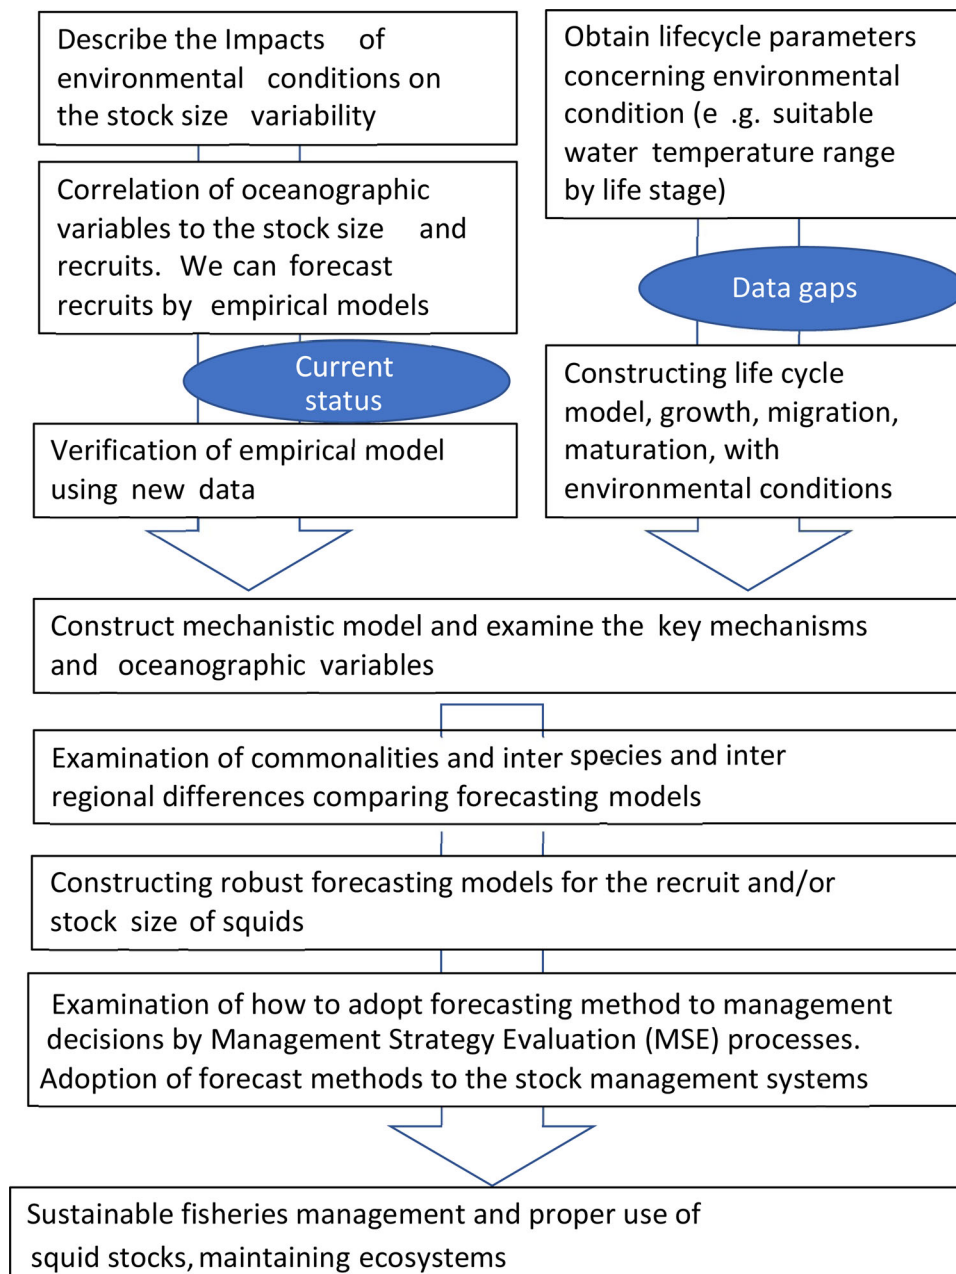 Describe the Impacts of
environmental conditions on
the stock size variability
Correlation of oceanographic
variables to the stock size and
recruits. We can forecast
recruits by empirical models
Current
status
Verification of empirical model
using new data
Obtain lifecycle parameters
concerning environmental
condition (e .g. suitable
water temperature range
by life stage)
Data gaps
Constructing life cycle
model, growth, migration,
maturation, with
environmental conditions
Construct mechanistic model and examine the key mechanisms
and oceanographic variables
Examination of commonalities and inter species and inter
regional differences comparing forecasting models
Constructing robust forecasting models for the recruit and/or
stock size of squids
Examination of how to adopt forecasting method to management
decisions by Management Strategy Evaluation (MSE) processes.
Adoption of forecast methods to the stock management systems
Sustainable fisheries management and proper use of
squid stocks, maintaining ecosystems